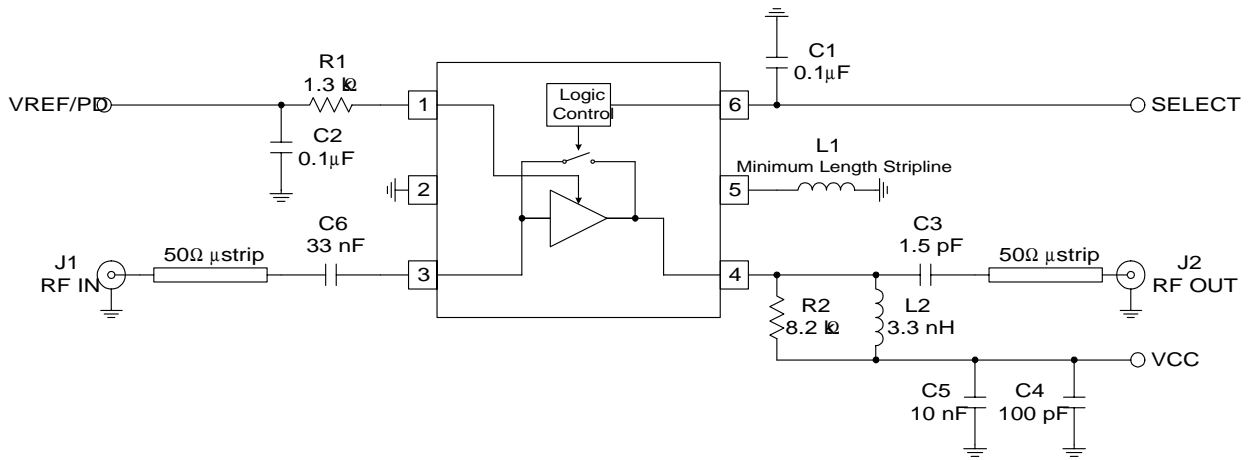 VREF/PD
R1
1.3 kΩ
C2
0.1µF
1
Logic
Control
6
C1
0.1µF
SELECT
2
5
L1
Minimum Length Stripline
J1
RF IN
50Ω µstrip
C6
33 nF
3
4
C3
1.5 pF
50Ω µstrip
J2
RF OUT
R2
8.2 kΩ
L2
3.3 nH
VCC
C5
10 nF
C4
100 pF